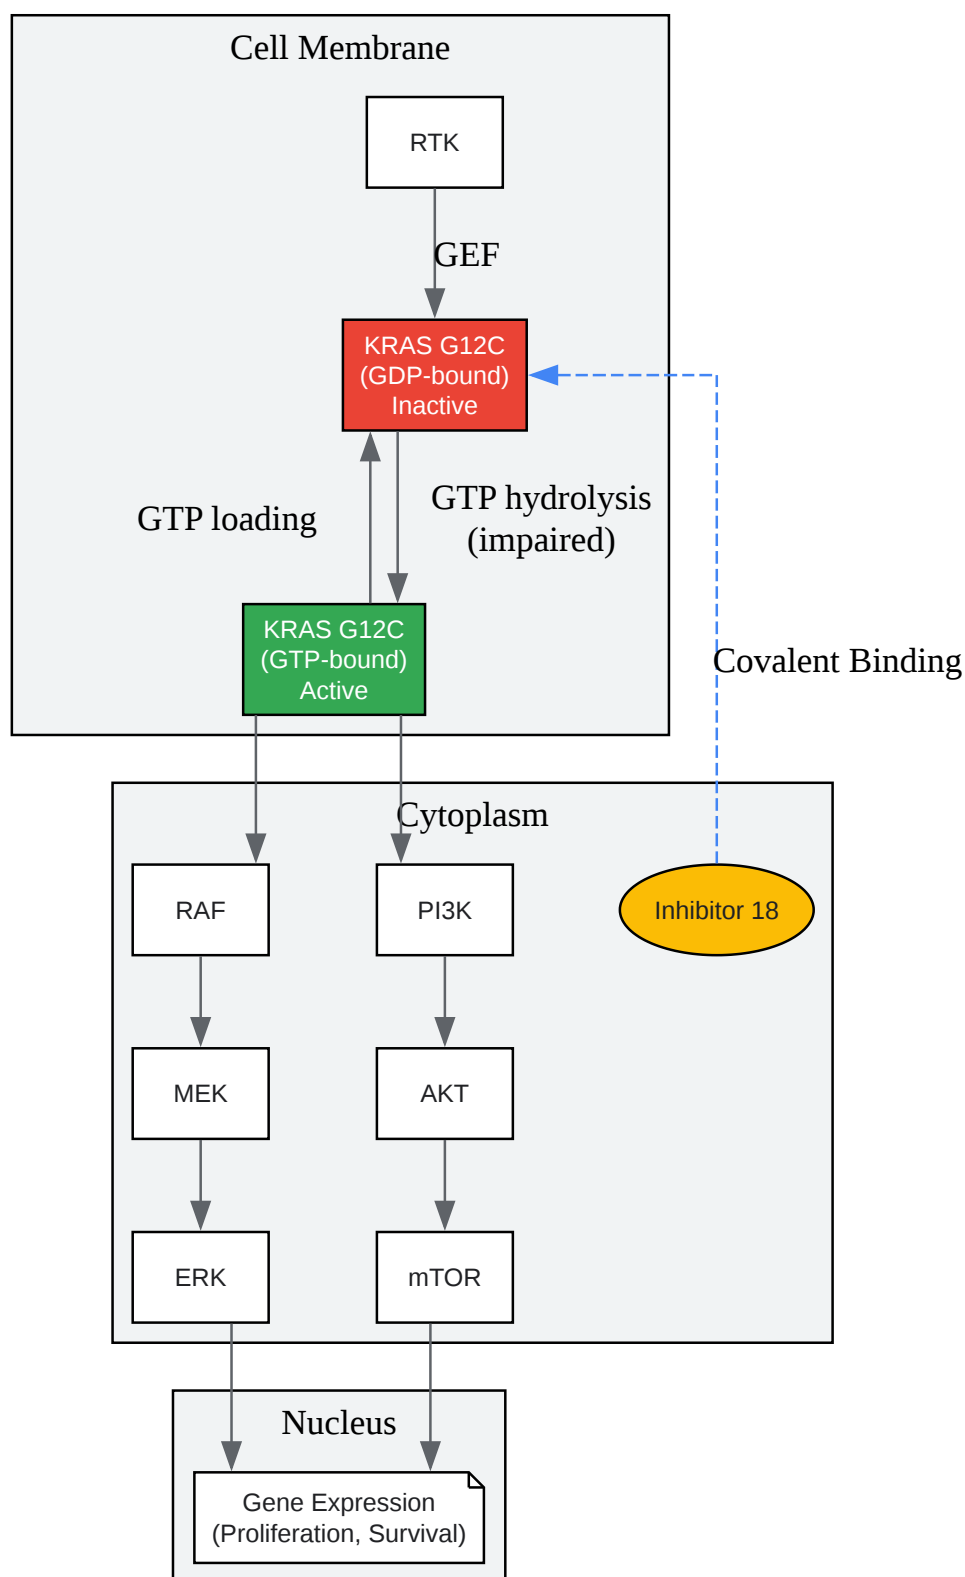 Cell Membrane
RTK
GEF
KRAS G12C
(GDP-bound)
Inactive
GTP loading
GTP hydrolysis
(impaired)
KRAS G12C
(GTP-bound)
Active
Covalent Binding
Cytoplasm
RAF
PI3K
Inhibitor 18
MEK
AKT
ERK
mTOR
Nucleus
Gene Expression
(Proliferation, Survival)